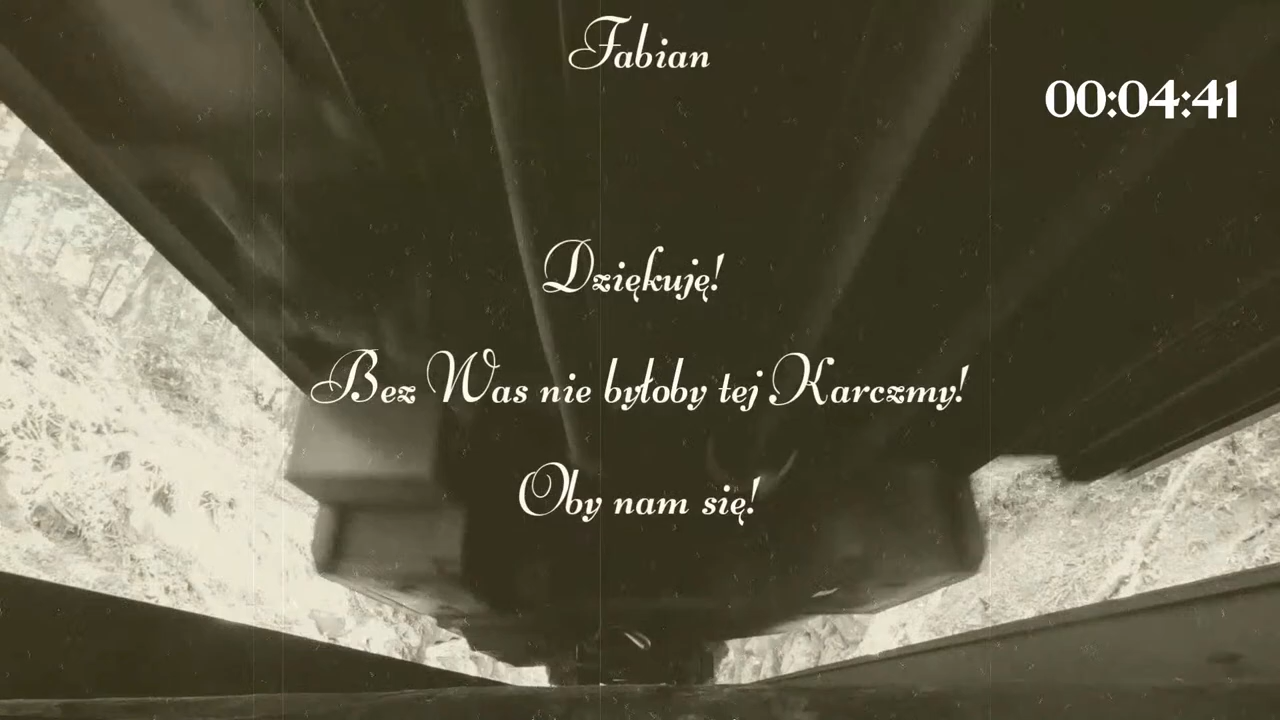 Fabian
00:04:41
Dziękuję!
Bez Was nie byłoby tej Karczmy!
Oby nam się!